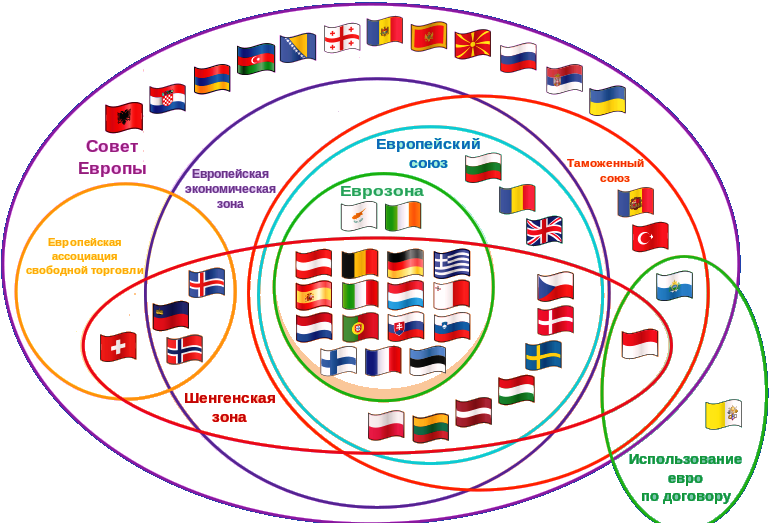 Совет
Европы
Европейская
экономическая
зона
Европейский
союз
Таможенный
союз
Еврозона
Европейская
ассоциация
свободной торговли
Шенгенская
зона
Использование
евро
по договору